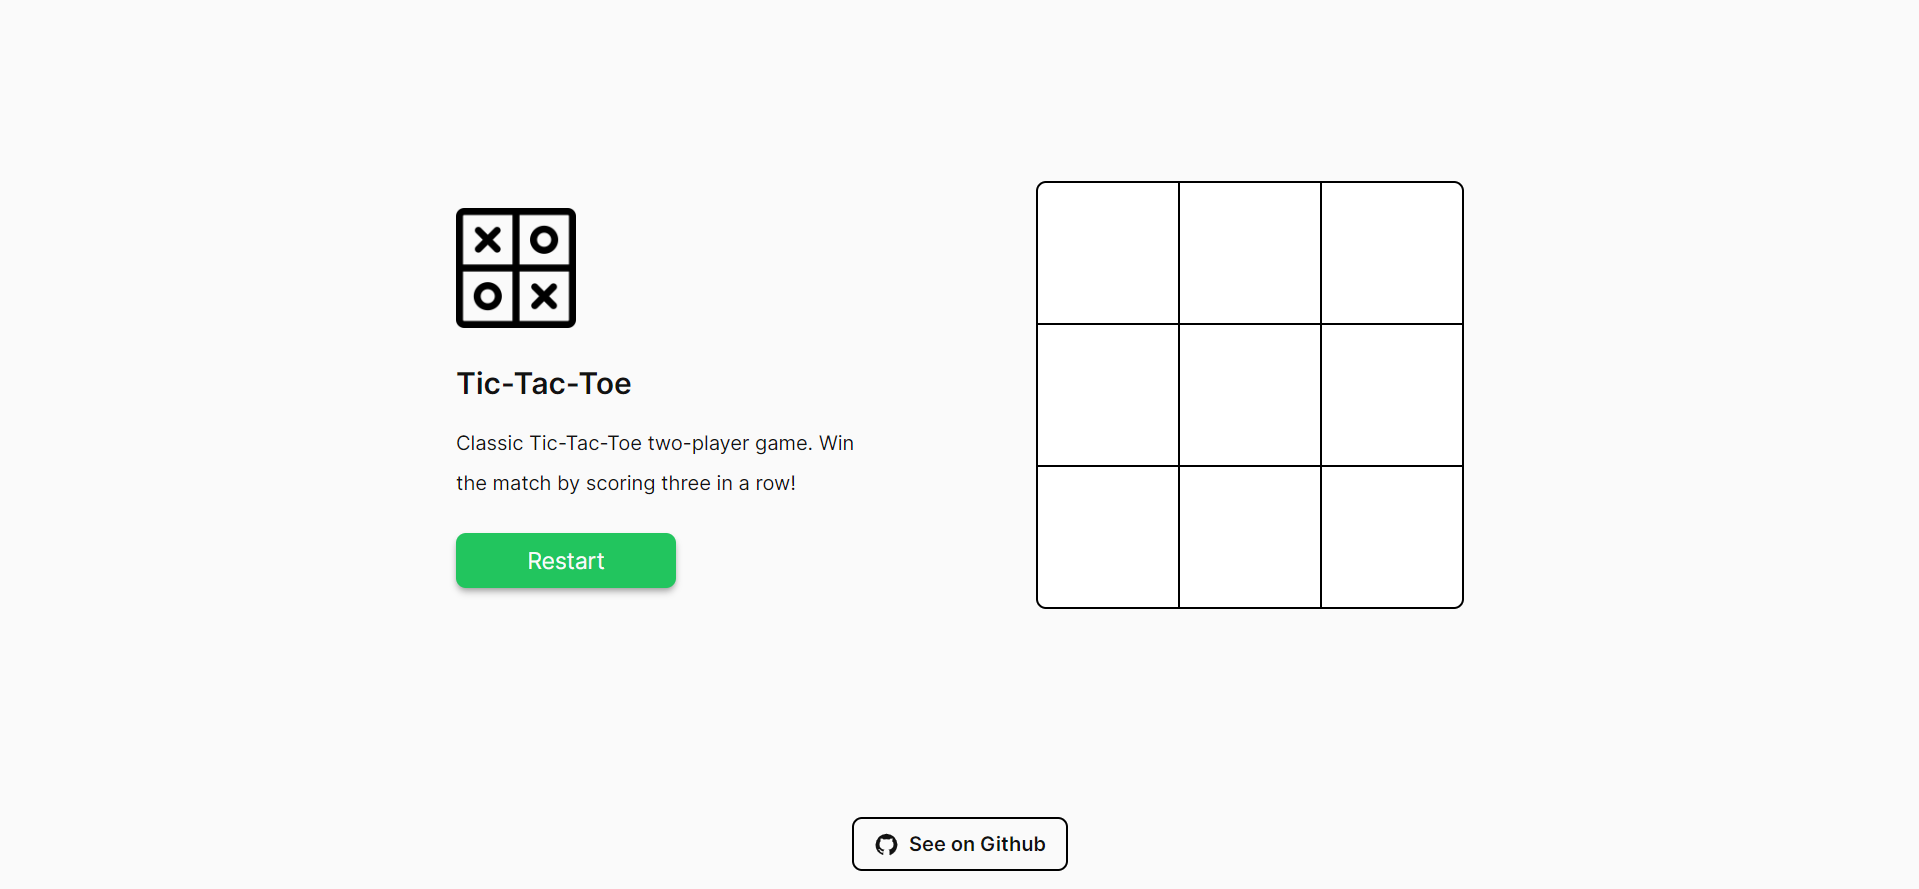 Tic-Tac-Toe
Classic Tic-Tac-Toe two-player game. Win
the match by scoring three in a row!
Restart
See on Github